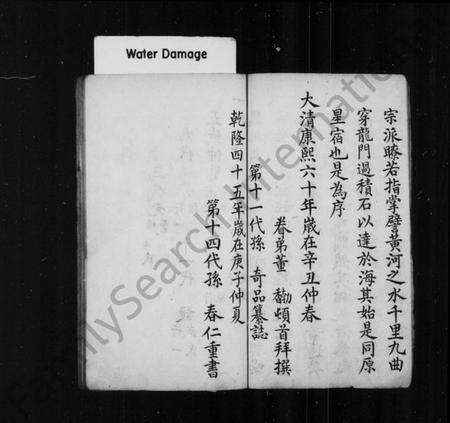 Water Damage
宗派瞭若指掌譬黃河之水千里九曲
穿龍門過積石以達於海其始是同原
星宿也是為序
大清康熙六十年歲在辛丑仲春
眷弟董 勷頓首拜撰
第十一代孫 奇品纂誌
乾隆四十五年歲在庚子仲夏
第十四代孫 春仁重書
FamilySearch International